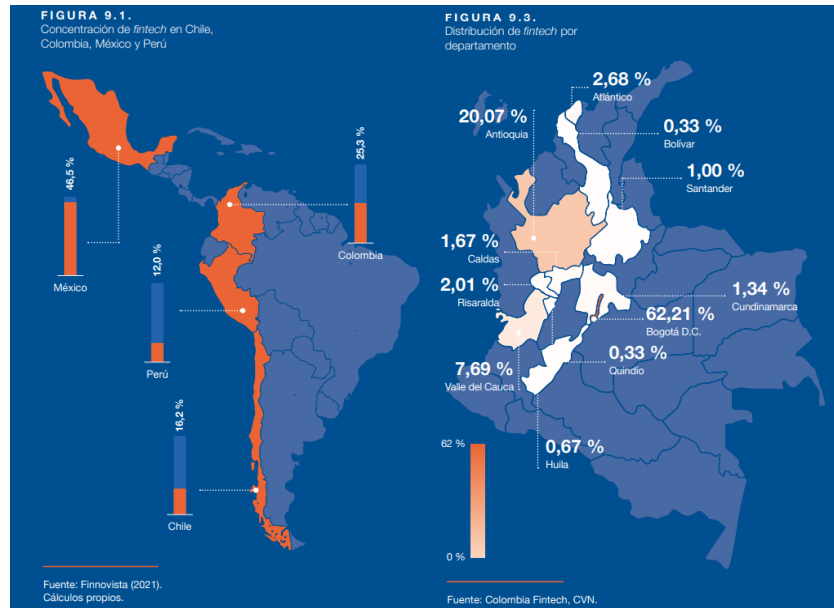 FIGURA 9.1.
Concentración de fintech en Chile,
Colombia, México y Perú
46,5 %
México
12,0 %
Perú
25,3 %
Colombia
16,2 %
Chile
Fuente: Finnovista (2021).
Cálculos propios.
FIGURA 9.3.
Distribución de fintech por
departamento
2,68 %
Atlántico
20,07 %
Antioquia
0,33 %
Bolívar
1,00 %
Santander
1,67 %
Caldas
2,01 %
Risaralda
1,34 %
Cundinamarca
62,21 %
Bogotá D.C.
0,33 %
Quindío
7,69 %
Valle del Cauca
0,67 %
Huila
62 %
0 %
Fuente: Colombia Fintech, CVN.